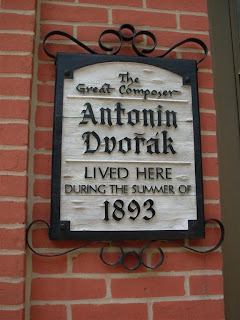 The
Great Composer
Antonin
Dvořák
LIVED HERE
DURING THE SUMMER OF
1893